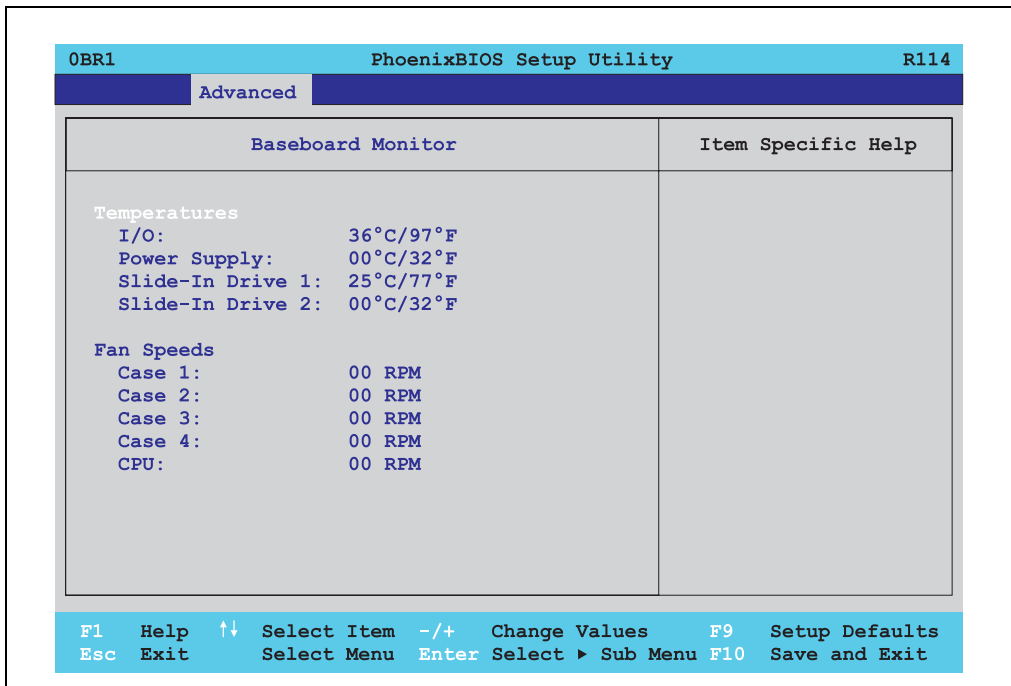 0BR1 PhoenixBIOS Setup Utility R114
Advanced
Baseboard Monitor Item Specific Help
Temperatures
I/O: 36°C/97°F
Power Supply: 00°C/32°F
Slide-In Drive 1: 25°C/77°F
Slide-In Drive 2: 00°C/32°F
Fan Speeds
Case 1: 00 RPM
Case 2: 00 RPM
Case 3: 00 RPM
Case 4: 00 RPM
CPU: 00 RPM
F1 Help ↑↓ Select Item -/+ Change Values F9 Setup Defaults
Esc Exit Select Menu Enter Select ▶ Sub Menu F10 Save and Exit